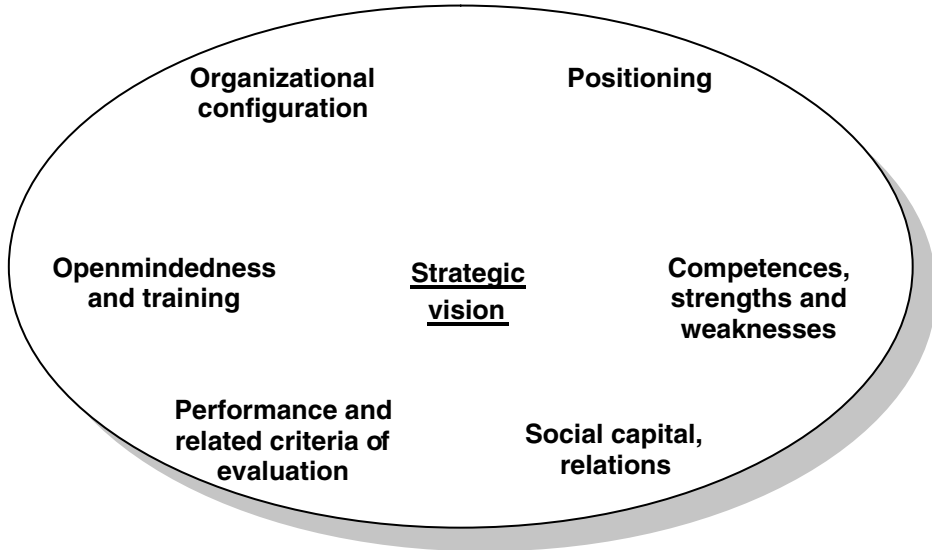 Organizational
configuration
Positioning
Openmindedness
and training
Strategic
vision
Competences,
strengths and
weaknesses
Performance and
related criteria of
evaluation
Social capital,
relations